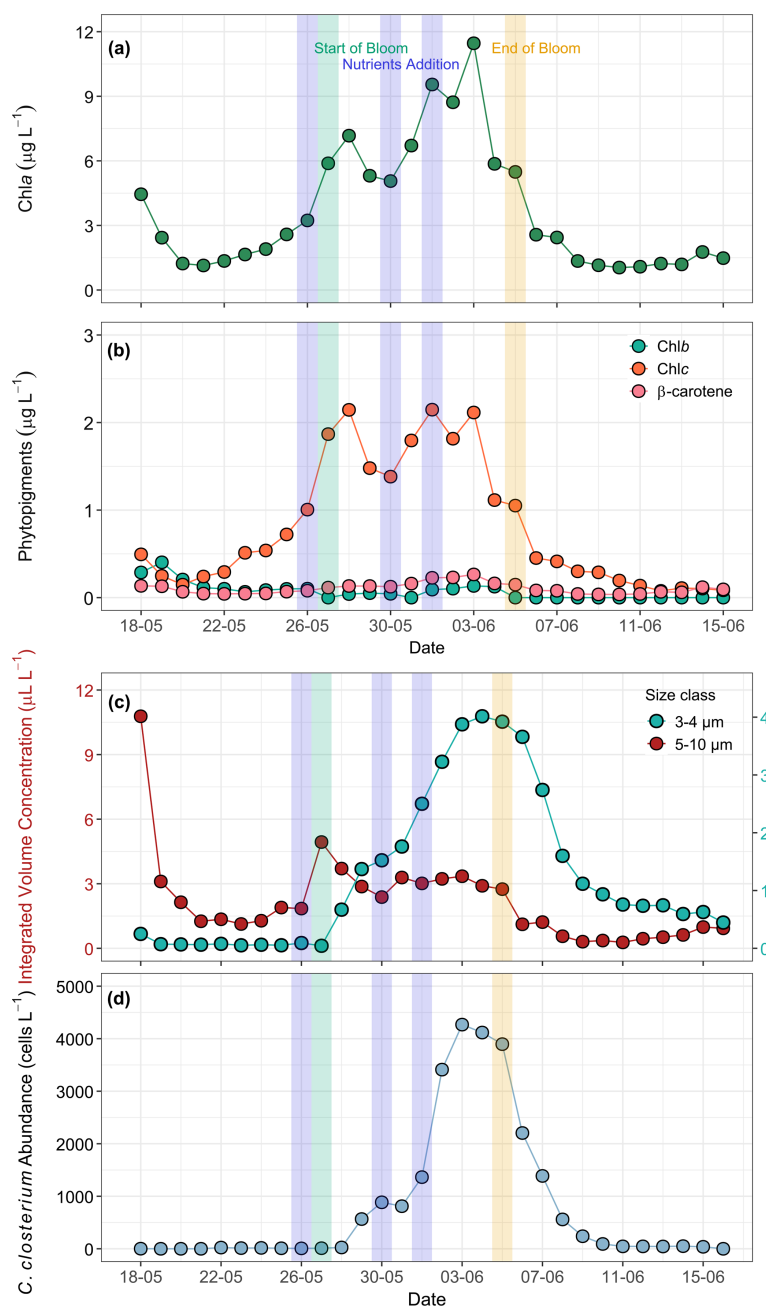 (a)
Start of Bloom
End of Bloom
Nutrients Addition
Chla (μg L−1)
12
9
6
3
0
(b)
Chlb
Chlc
β-carotene
Phytopigments (μg L−1)
3
2
1
0
18-05 22-05 26-05 30-05 03-06 07-06 11-06 15-06
Date
(c)
Size class
3-4 μm
5-10 μm
Integrated Volume Concentration (μL L−1)
12
9
6
3
0
4
3
2
1
0
(d)
C. closterium Abundance (cells L−1)
5000
4000
3000
2000
1000
0
18-05 22-05 26-05 30-05 03-06 07-06 11-06 15-06
Date